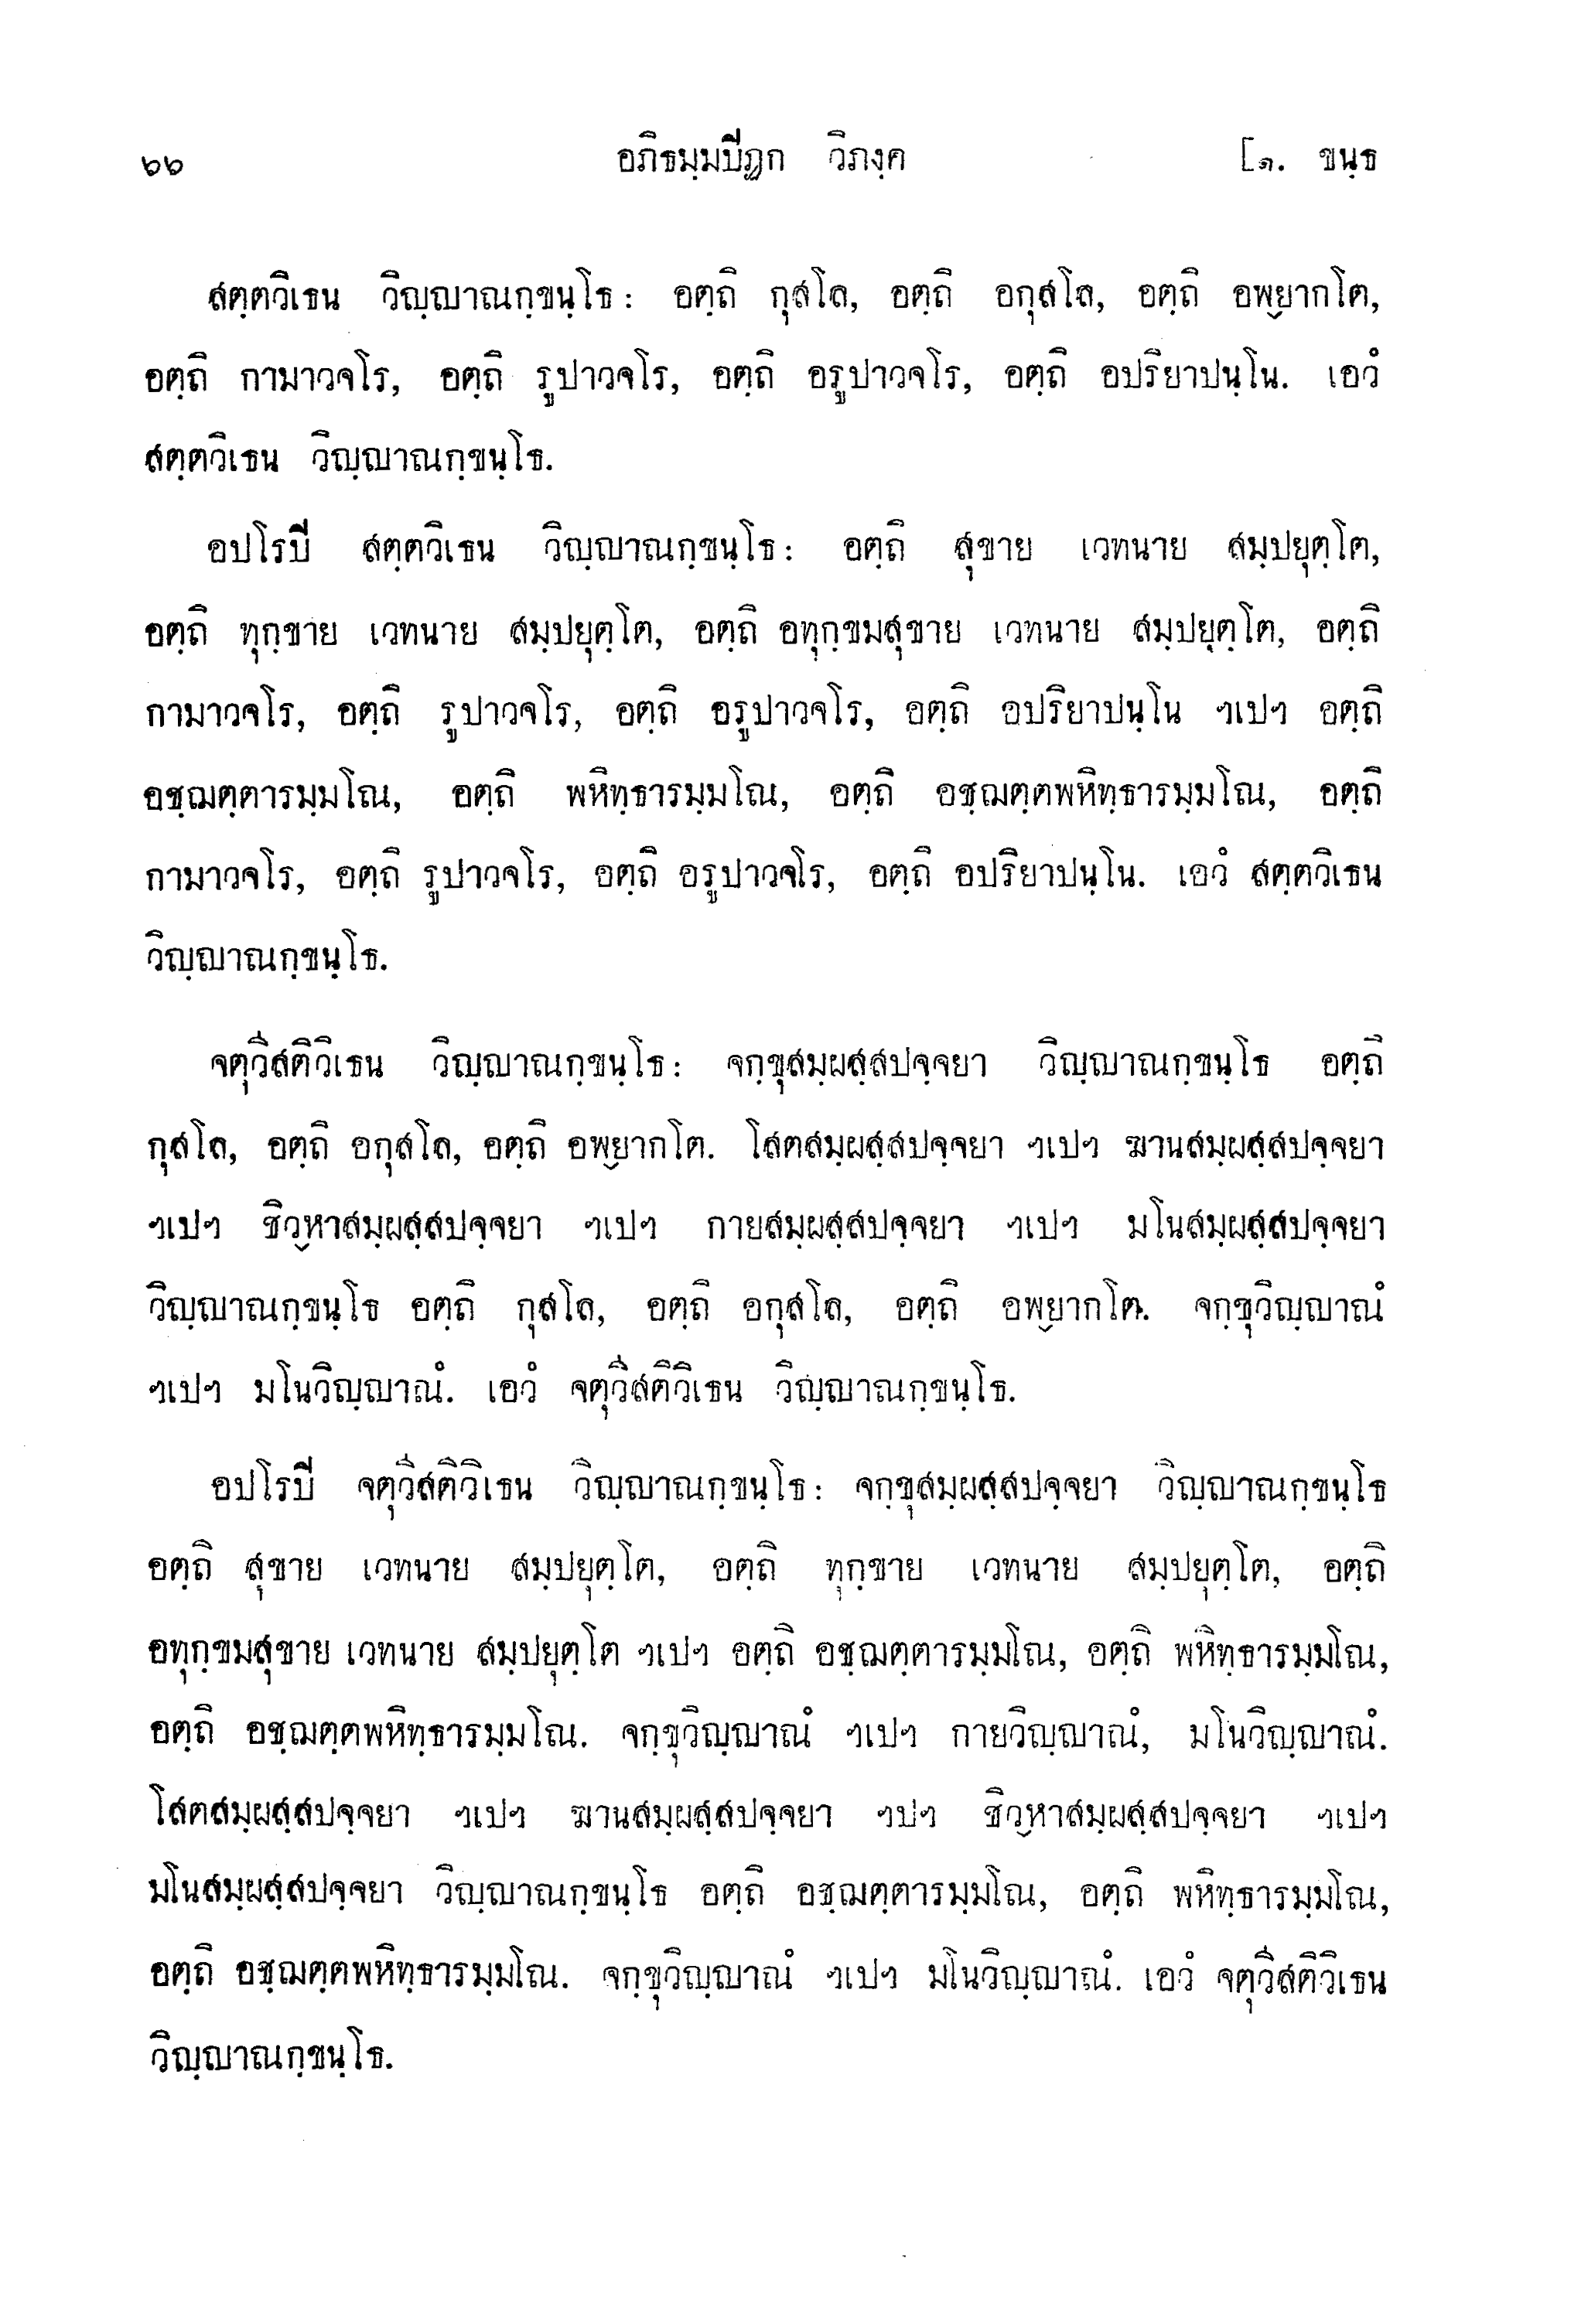 ๖๖ อภิธมฺมปิฏก วิภงฺค [๑. ขนฺธ
สตฺตวิเธน วิญฺญาณกฺขนฺโธ: อตฺถิ กุสโล, อตฺถิ อกุสโล, อตฺถิ อพฺยากโต,
อตฺถิ กามาวจโร, อตฺถิ รูปาวจโร, อตฺถิ อรูปาวจโร, อตฺถิ อปริยาปนฺโน. เอวํ
สตฺตวิเธน วิญฺญาณกฺขนฺโธ.
อปโรปิ สตฺตวิเธน วิญฺญาณกฺขนฺโธ: อตฺถิ สุขาย เวทนาย สมฺปยุตฺโต,
อตฺถิ ทุกฺขาย เวทนาย สมฺปยุตฺโต, อตฺถิ อทุกฺขมสุขาย เวทนาย สมฺปยุตฺโต, อตฺถิ
กามาวจโร, อตฺถิ รูปาวจโร, อตฺถิ อรูปาวจโร, อตฺถิ อปริยาปนฺโน ฯเปฯ อตฺถิ
อชฺฌตฺตารมฺมโณ, อตฺถิ พหิทฺธารมฺมโณ, อตฺถิ อชฺฌตฺตพหิทฺธารมฺมโณ, อตฺถิ
กามาวจโร, อตฺถิ รูปาวจโร, อตฺถิ อรูปาวจโร, อตฺถิ อปริยาปนฺโน. เอวํ สตฺตวิเธน
วิญฺญาณกฺขนฺโธ.
จตุวีสติวิเธน วิญฺญาณกฺขนฺโธ: จกฺขุสมฺผสฺสปจฺจยา วิญฺญาณกฺขนฺโธ อตฺถิ
กุสโล, อตฺถิ อกุสโล, อตฺถิ อพฺยากโต. โสตสมฺผสฺสปจฺจยา ฯเปฯ ฆานสมฺผสฺสปจฺจยา
ฯเปฯ ชิวฺหาสมฺผสฺสปจฺจยา ฯเปฯ กายสมฺผสฺสปจฺจยา ฯเปฯ มโนสมฺผสฺสปจฺจยา
วิญฺญาณกฺขนฺโธ อตฺถิ กุสโล, อตฺถิ อกุสโล, อตฺถิ อพฺยากโต. จกฺขุวิญฺญาณํ
ฯเปฯ มโนวิญฺญาณํ. เอวํ จตุวีสติวิเธน วิญฺญาณกฺขนฺโธ.
อปโรปิ จตุวีสติวิเธน วิญฺญาณกฺขนฺโธ: จกฺขุสมฺผสฺสปจฺจยา วิญฺญาณกฺขนฺโธ
อตฺถิ สุขาย เวทนาย สมฺปยุตฺโต, อตฺถิ ทุกฺขาย เวทนาย สมฺปยุตฺโต, อตฺถิ
อทุกฺขมสุขาย เวทนาย สมฺปยุตฺโต ฯเปฯ อตฺถิ อชฺฌตฺตารมฺมโณ, อตฺถิ พหิทฺธารมฺมโณ,
อตฺถิ อชฺฌตฺตพหิทฺธารมฺมโณ. จกฺขุวิญฺญาณํ ฯเปฯ กายวิญฺญาณํ, มโนวิญฺญาณํ.
โสตสมฺผสฺสปจฺจยา ฯเปฯ ฆานสมฺผสฺสปจฺจยา ฯปฯ ชิวฺหาสมฺผสฺสปจฺจยา ฯเปฯ
มโนสมฺผสฺสปจฺจยา วิญฺญาณกฺขนฺโธ อตฺถิ อชฺฌตฺตารมฺมโณ, อตฺถิ พหิทฺธารมฺมโณ,
อตฺถิ อชฺฌตฺตพหิทฺธารมฺมโณ. จกฺขุวิญฺญาณํ ฯเปฯ มโนวิญฺญาณํ. เอวํ จตุวีสติวิเธน
วิญฺญาณกฺขนฺโธ.